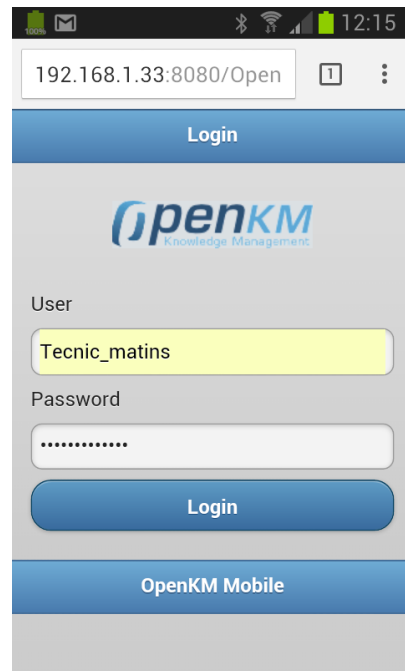 100%
12:15
192.168.1.33:8080/Open
1
Login
OpenKM
Knowledge Management
User
Tecnic_matins
Password
•••••••••••••
Login
OpenKM Mobile